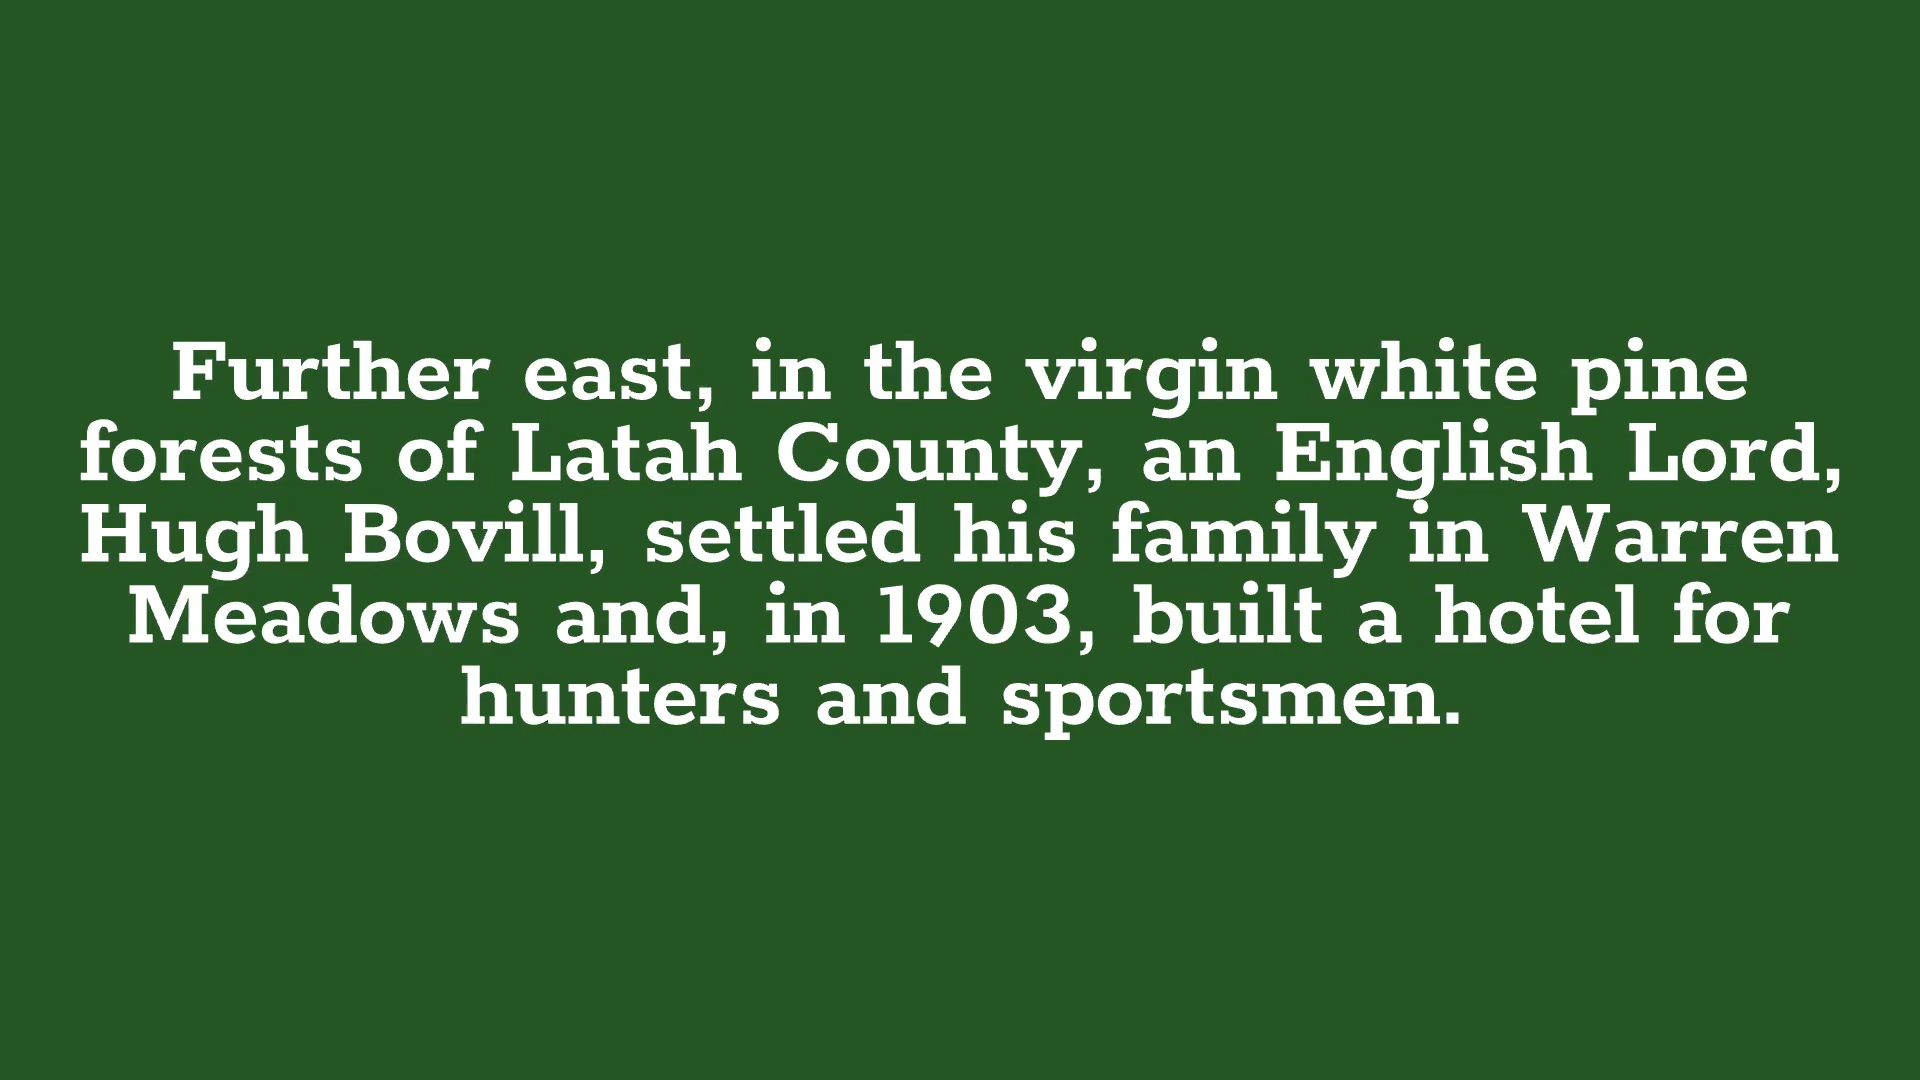 Further east, in the virgin white pine
forests of Latah County, an English Lord,
Hugh Bovill, settled his family in Warren
Meadows and, in 1903, built a hotel for
hunters and sportsmen.